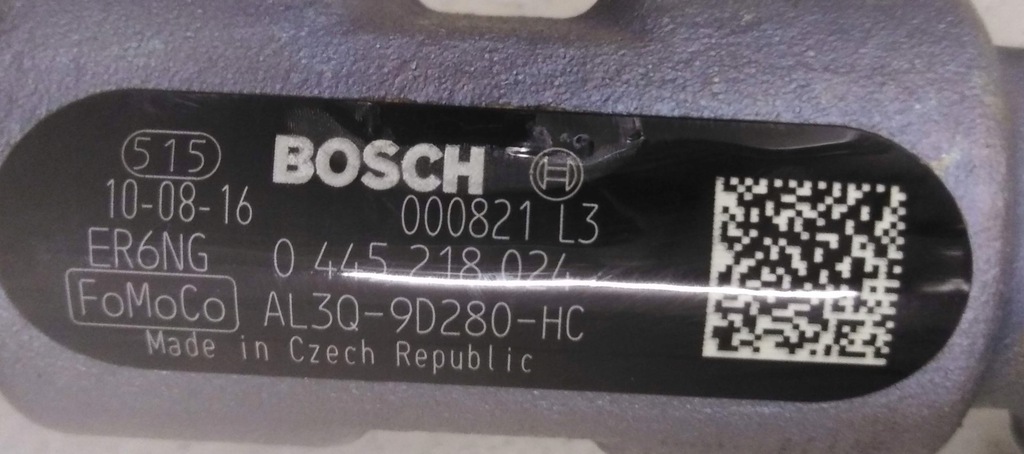 515
BOSCH
10-08-16
000821 L3
ER6NG
0 445 218 024
FoMoCo
AL3Q-9D280-HC
Made in Czech Republic